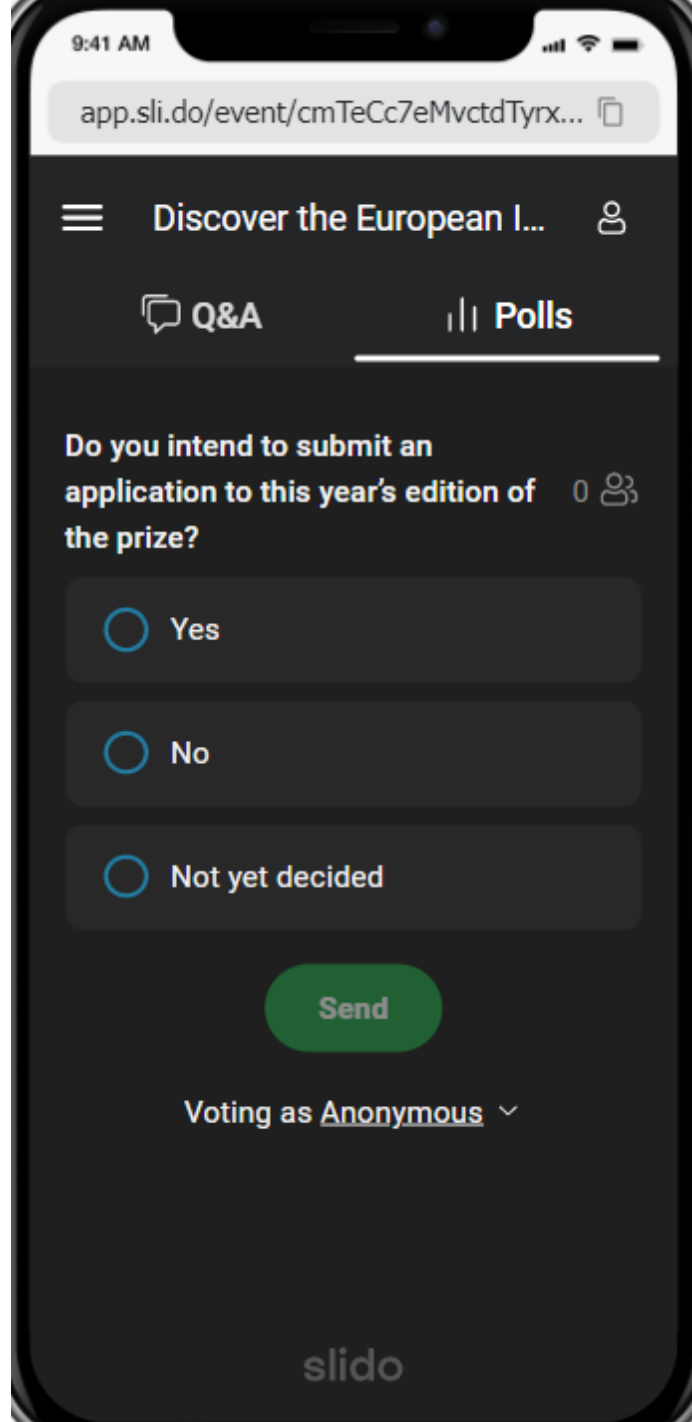 9:41 AM
app.sli.do/event/cmTeCc7eMvctdTyrx...
Discover the European I...
Q&A
Polls
Do you intend to submit an
application to this year’s edition of
the prize?
0
Yes
No
Not yet decided
Send
Voting as Anonymous
slido